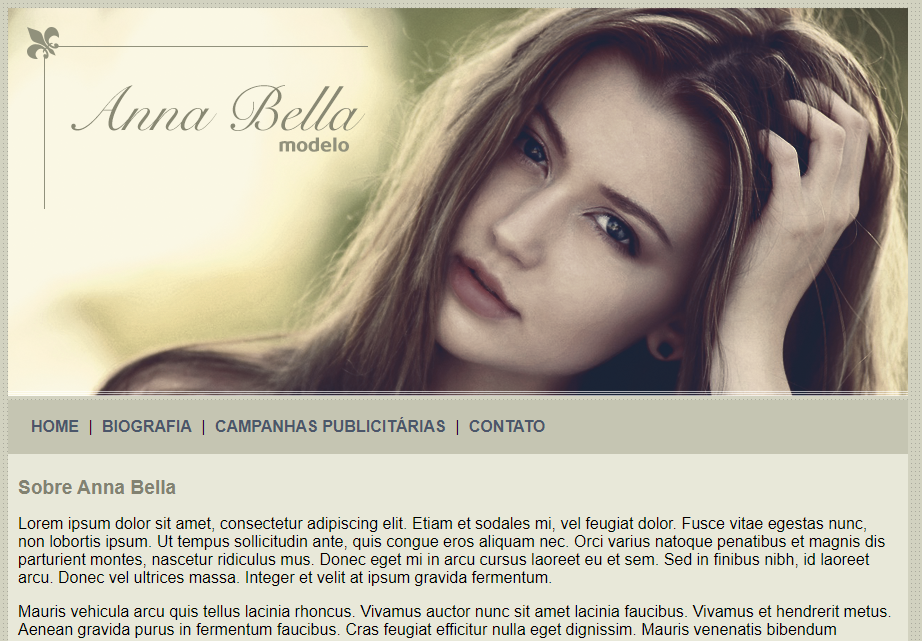 Anna Bella
modelo
HOME | BIOGRAFIA | CAMPANHAS PUBLICITÁRIAS | CONTATO
Sobre Anna Bella
Lorem ipsum dolor sit amet, consectetur adipiscing elit. Etiam et sodales mi, vel feugiat dolor. Fusce vitae egestas nunc,
non lobortis ipsum. Ut tempus sollicitudin ante, quis congue eros aliquam nec. Orci varius natoque penatibus et magnis dis
parturient montes, nascetur ridiculus mus. Donec eget mi in arcu cursus laoreet eu et sem. Sed in finibus nibh, id laoreet
arcu. Donec vel ultrices massa. Integer et velit at ipsum gravida fermentum.
Mauris vehicula arcu quis tellus lacinia rhoncus. Vivamus auctor nunc sit amet lacinia faucibus. Vivamus et hendrerit metus.
Aenean gravida purus in fermentum faucibus. Cras feugiat efficitur nulla eget dignissim. Mauris venenatis bibendum